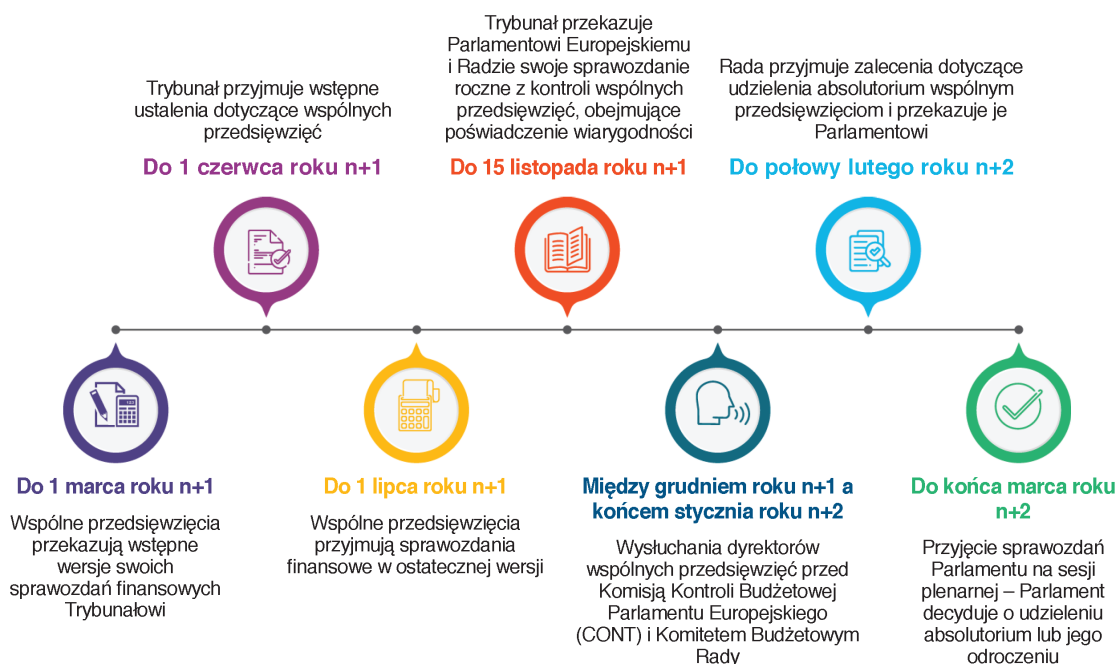 Trybunał przyjmuje wstępne
ustalenia dotyczące wspólnych
przedsięwzięć
Do 1 czerwca roku n+1
Trybunał przekazuje
Parlamentowi Europejskiemu
i Radzie swoje sprawozdanie
roczne z kontroli wspólnych
przedsięwzięć, obejmujące
poświadczenie wiarygodności
Do 15 listopada roku n+1
Rada przyjmuje zalecenia dotyczące
udzielenia absolutorium wspólnym
przedsięwzięciom i przekazuje je
Parlamentowi
Do połowy lutego roku n+2
Do 1 marca roku n+1
Wspólne przedsięwzięcia
przekazują wstępne
wersje swoich
sprawozdań finansowych
Trybunałowi
Do 1 lipca roku n+1
Wspólne przedsięwzięcia
przyjmują sprawozdania
finansowe w ostatecznej wersji
Między grudniem roku n+1 a
końcem stycznia roku n+2
Wysłuchania dyrektorów
wspólnych przedsięwzięć przed
Komisją Kontroli Budżetowej
Parlamentu Europejskiego
(CONT) i Komitetem Budżetowym
Rady
Do końca marca roku
n+2
Przyjęcie sprawozdań
Parlamentu na sesji
plenarnej – Parlament
decyduje o udzieleniu
absolutorium lub jego
odroczeniu